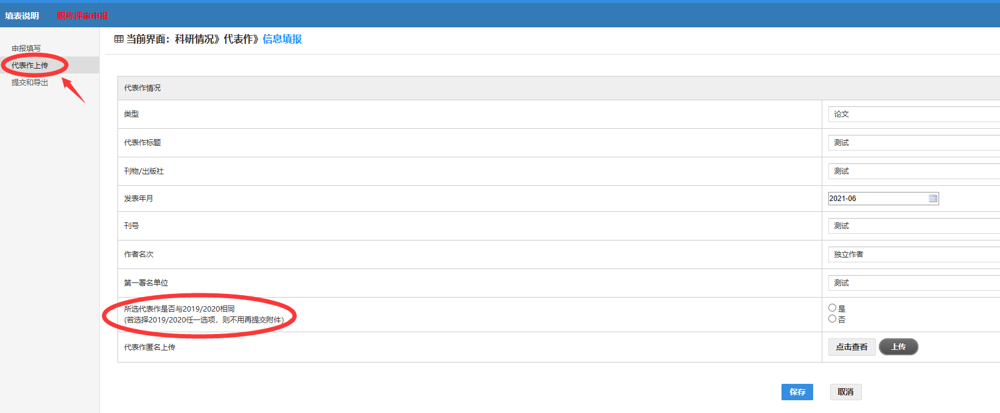 填表说明 职称评审申报
申报填写
代表作上传
提交和导出
当前界面：科研情况》代表作》信息填报
代表作情况
类型 论文
代表作标题 测试
刊物/出版社 测试
发表年月 2021-06
刊号 测试
作者名次 独立作者
第一署名单位 测试
所选代表作是否与2019/2020相同
(若选择2019/2020任一选项，则不用再提交附件)
是
否
代表作匿名上传 点击查看 上传
保存 取消